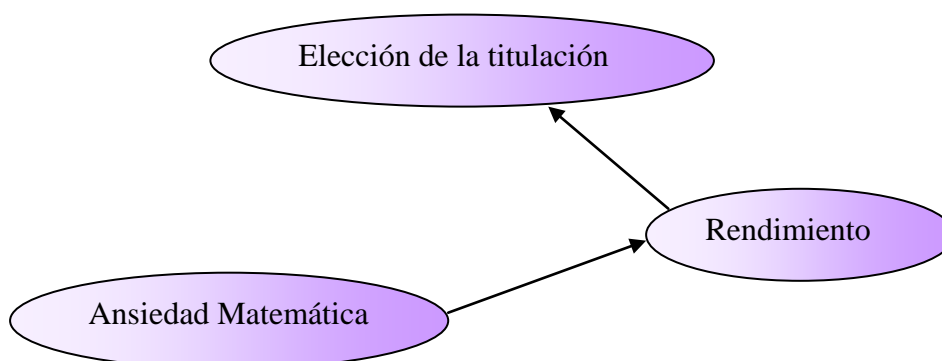 Elección de la titulación
Rendimiento
Ansiedad Matemática